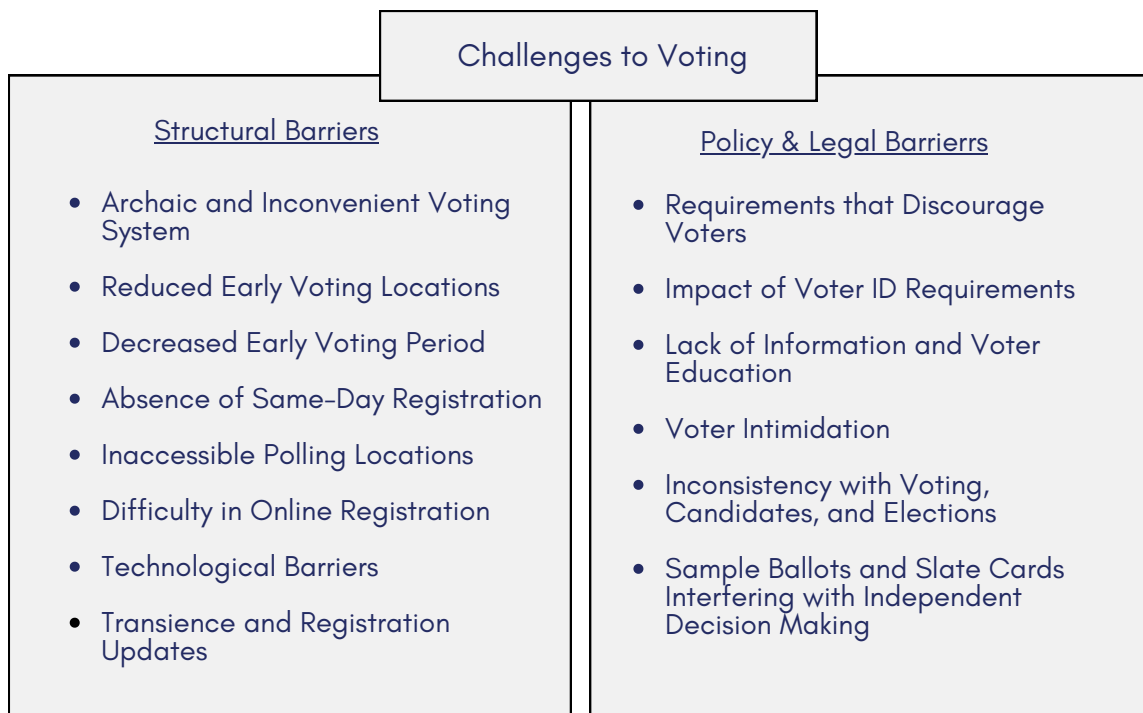 Challenges to Voting
Structural Barriers
• Archaic and Inconvenient Voting
System
• Reduced Early Voting Locations
• Decreased Early Voting Period
• Absence of Same-Day Registration
• Inaccessible Polling Locations
• Difficulty in Online Registration
• Technological Barriers
• Transience and Registration
Updates
Policy & Legal Barierrs
• Requirements that Discourage
Voters
• Impact of Voter ID Requirements
• Lack of Information and Voter
Education
• Voter Intimidation
• Inconsistency with Voting,
Candidates, and Elections
• Sample Ballots and Slate Cards
Interfering with Independent
Decision Making